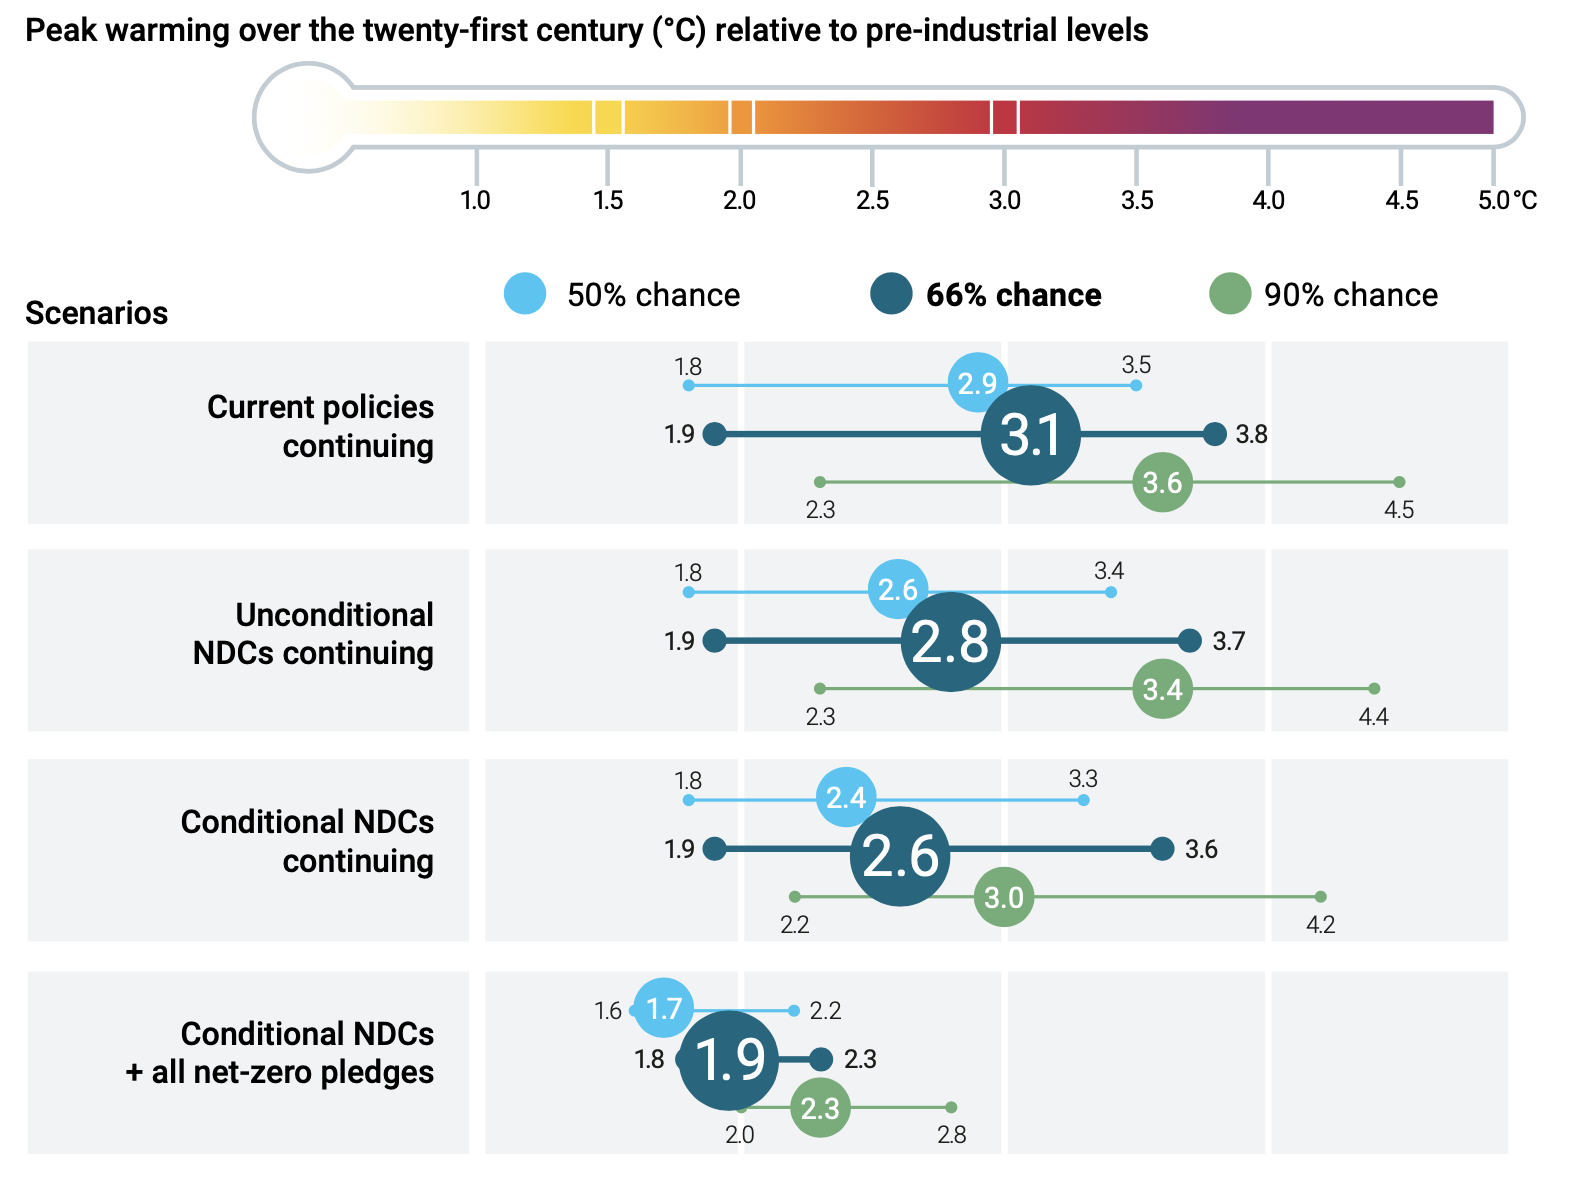 Peak warming over the twenty-first century (°C) relative to pre-industrial levels
1.0 1.5 2.0 2.5 3.0 3.5 4.0 4.5 5.0 °C
Scenarios
50% chance 66% chance 90% chance
Current policies
continuing
1.8 2.9 3.5
1.9 3.1 3.8
3.6
2.3 4.5
Unconditional
NDCs continuing
1.8 2.6 3.4
1.9 2.8 3.7
3.4
2.3 4.4
Conditional NDCs
continuing
1.8 2.4 3.3
1.9 2.6 3.6
3.0
2.2 4.2
Conditional NDCs
+ all net-zero pledges
1.6 1.7 2.2
1.8 1.9 2.3
2.3
2.0 2.8